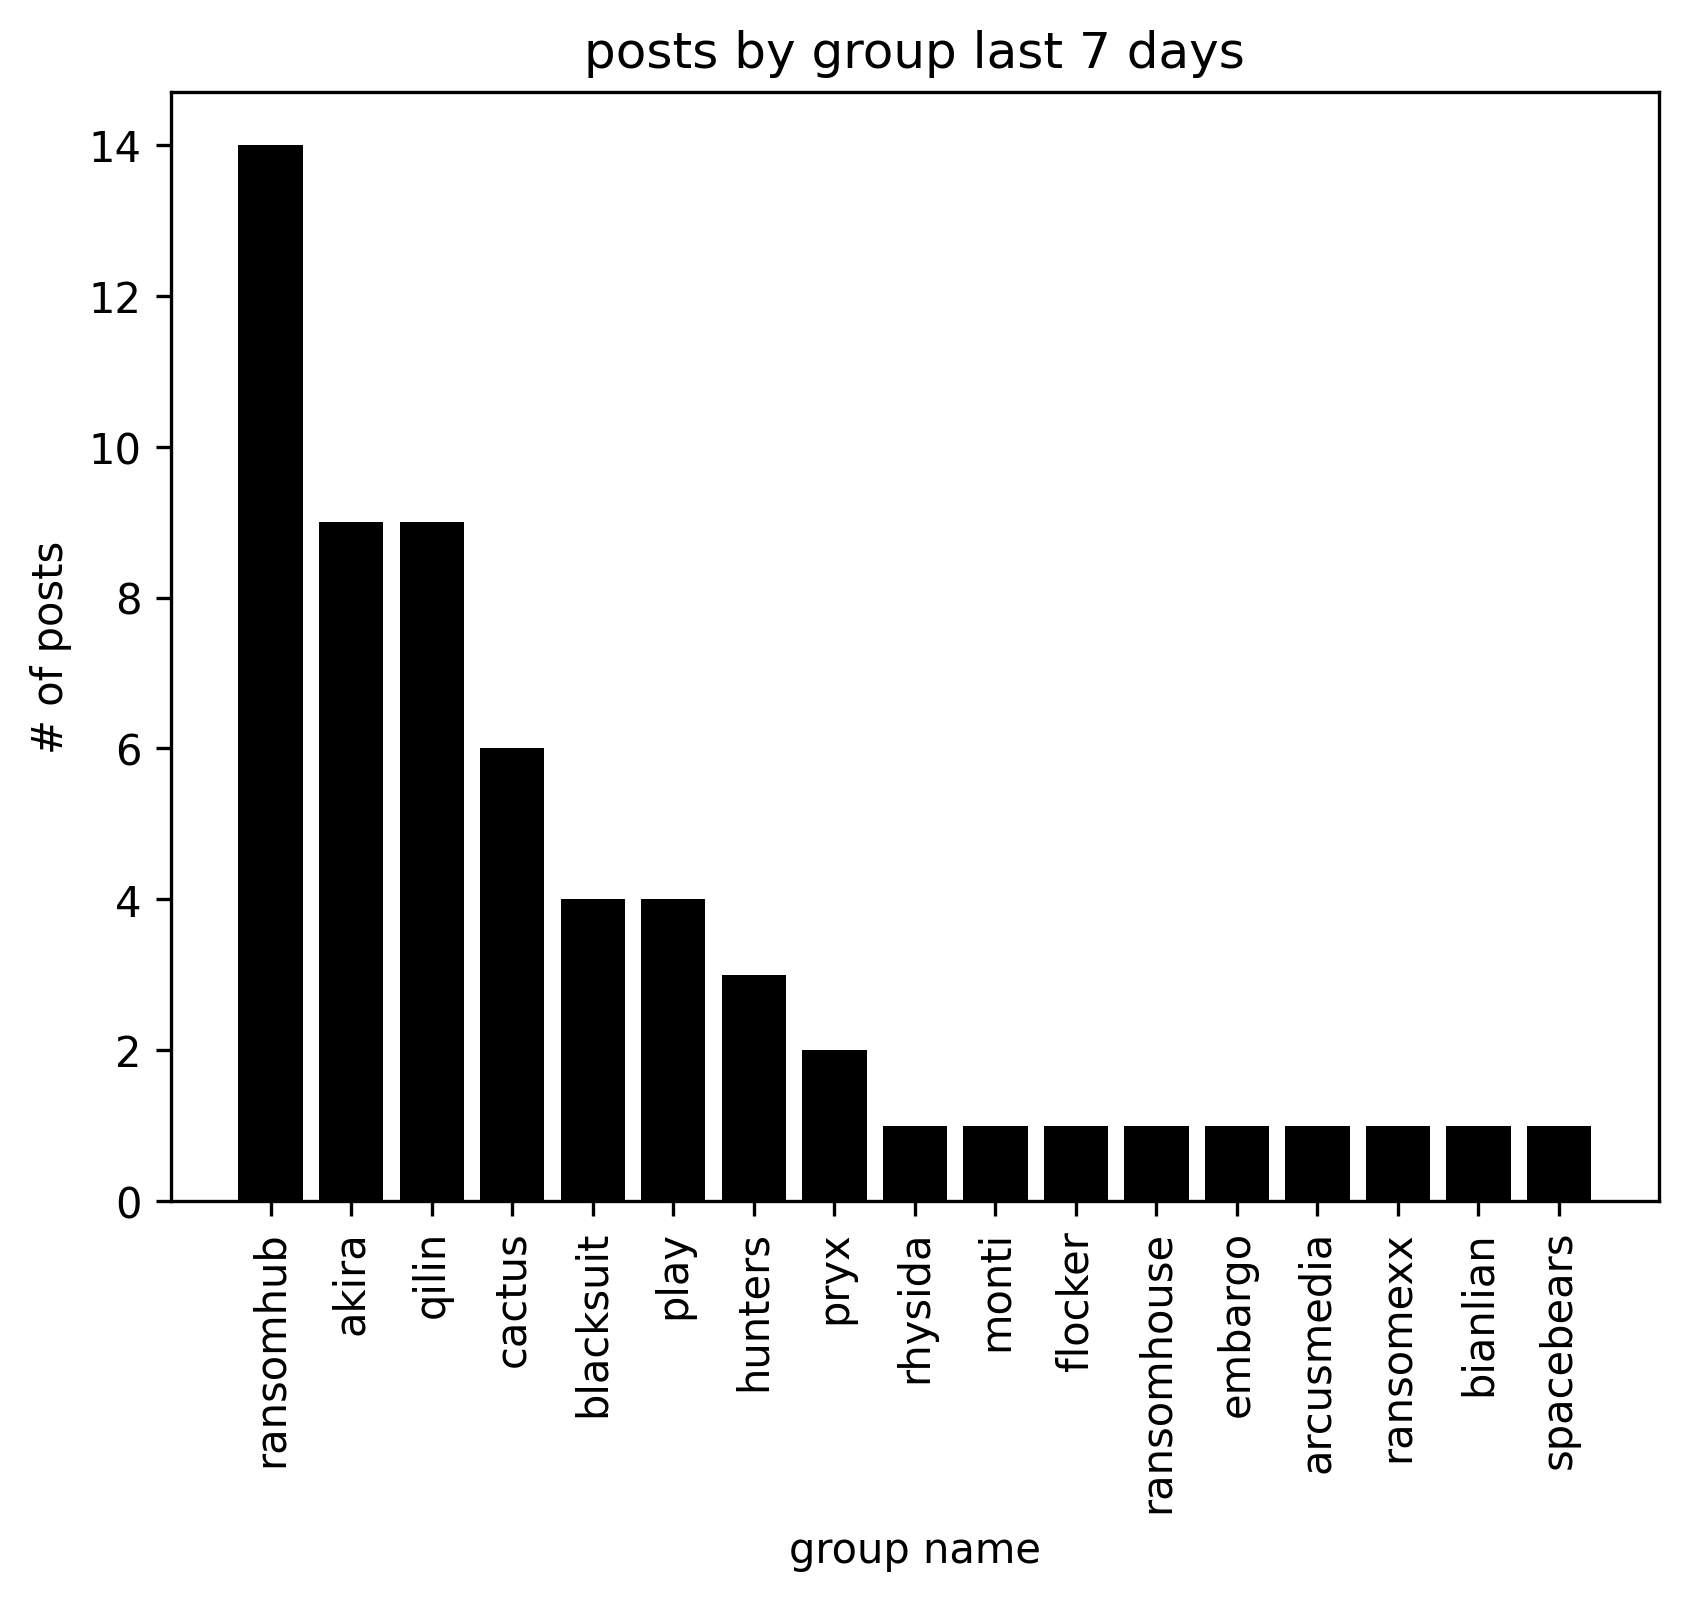 posts by group last 7 days
14
12
10
8
6
4
2
0
# of posts
ransomhub
akira
qilin
cactus
blacksuit
play
hunters
pryx
rhysida
monti
flocker
ransomhouse
embargo
arcusmedia
ransomexx
bianlian
spacebears
group name